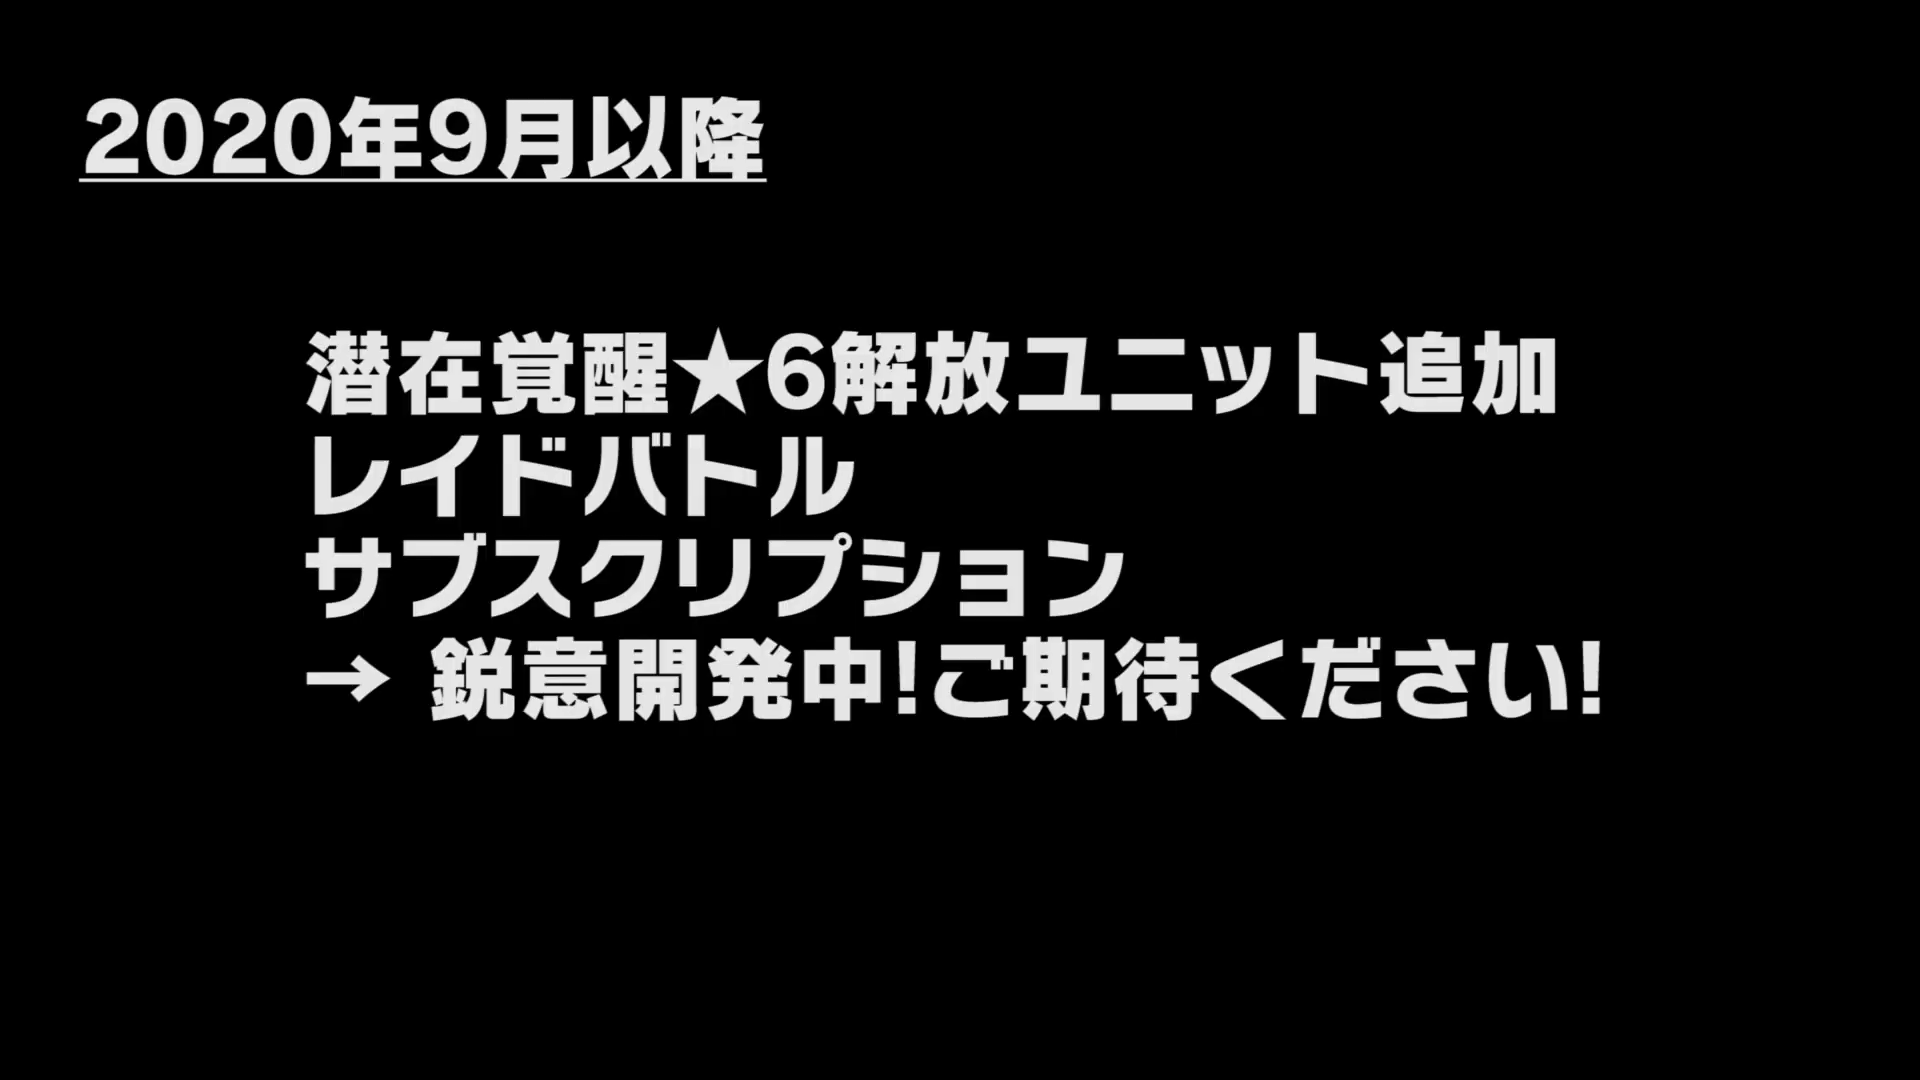 2020年9月以降
潜在覚醒★6解放ユニット追加
レイドバトル
サブスクリプション
→ 鋭意開発中!ご期待ください!